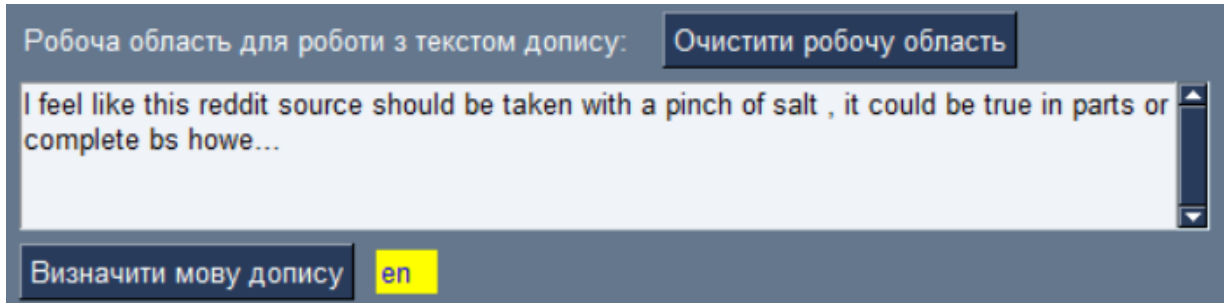 Робоча область для роботи з текстом допису: Очистити робочу область
I feel like this reddit source should be taken with a pinch of salt , it could be true in parts or
complete bs howe...
Визначити мову допису en